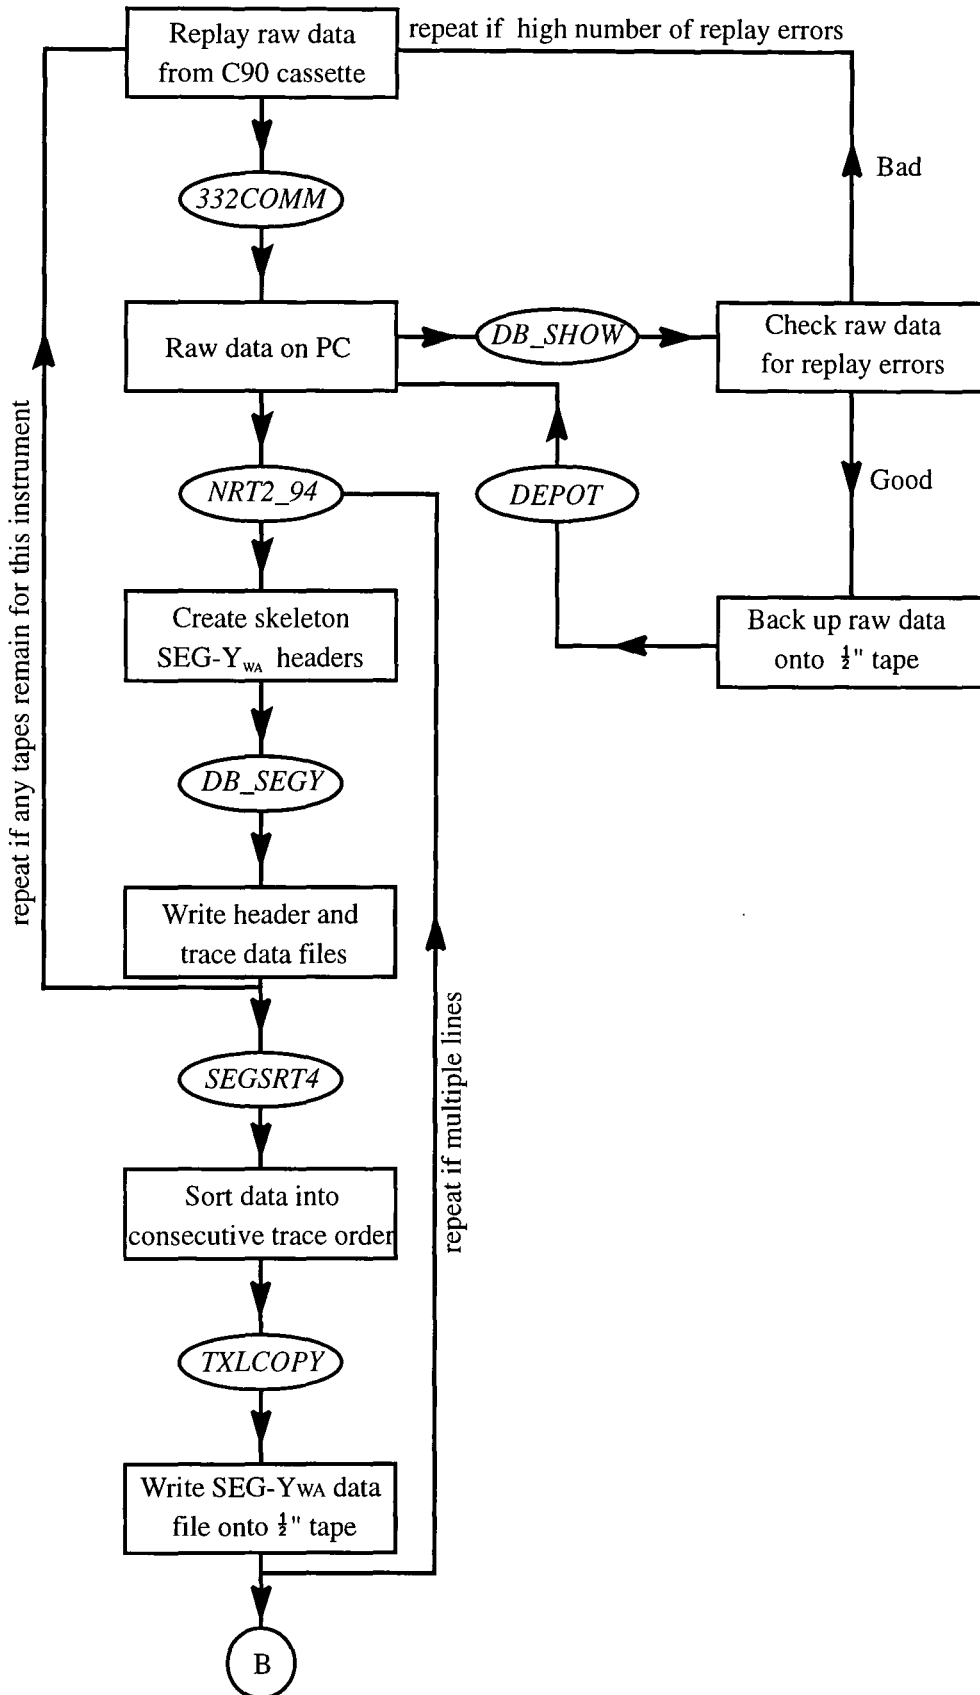 Replay raw data
from C90 cassette
repeat if high number of replay errors
332COMM
Bad
Raw data on PC
DB_SHOW
Check raw data
for replay errors
repeat if any tapes remain for this instrument
NRT2_94
DEPOT
Good
Create skeleton
SEG-YWA headers
Back up raw data
onto ½" tape
DB_SEGY
Write header and
trace data files
repeat if multiple lines
SEGSRT4
Sort data into
consecutive trace order
TXLCOPY
Write SEG-YWA data
file onto ½" tape
B